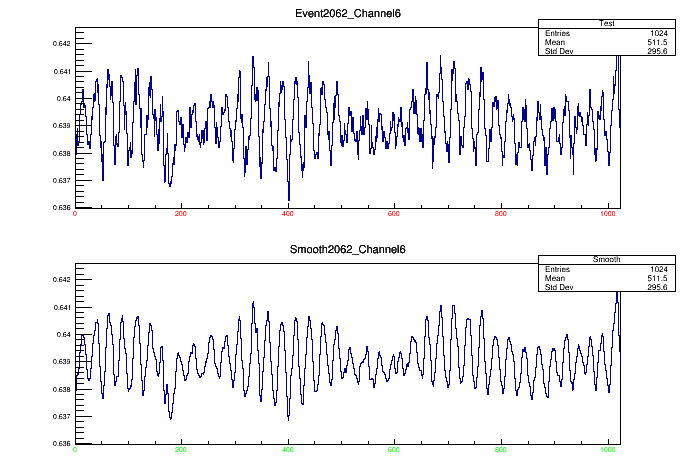 Event2062_Channel6
Test
Entries 1024
Mean 511.5
Std Dev 295.6
0.642
0.641
0.64
0.639
0.638
0.637
0.636
0 200 400 600 800 1000
Smooth2062_Channel6
Smooth
Entries 1024
Mean 511.5
Std Dev 295.6
0.642
0.641
0.64
0.639
0.638
0.637
0.636
0 200 400 600 800 1000